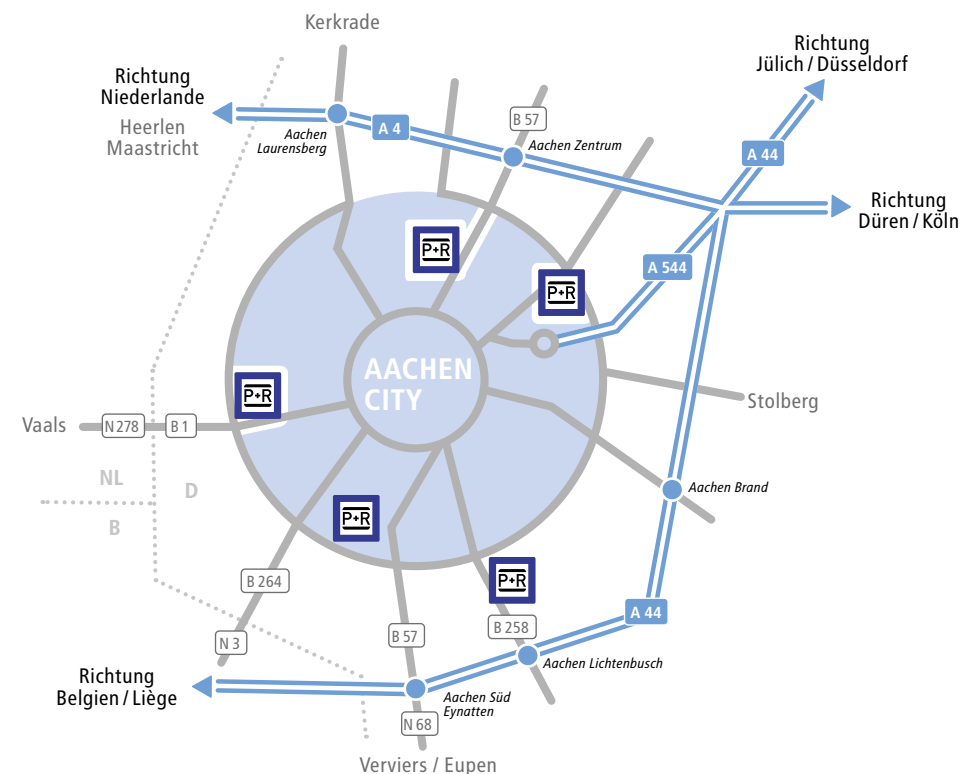 Kerkrade
Richtung
Jülich / Düsseldorf
Richtung
Niederlande
Heerlen
Maastricht
Aachen
Laurensberg
A 4
B 57
Aachen Zentrum
A 44
Richtung
Düren / Köln
P+R
A 544
P+R
AACHEN
CITY
P+R
Stolberg
Vaals
N 278
B 1
NL
D
B
Aachen Brand
P+R
P+R
B 264
A 44
N 3
B 57
B 258
Aachen Lichtenbusch
Richtung
Belgien / Liège
Aachen Süd
Eynatten
N 68
Verviers / Eupen